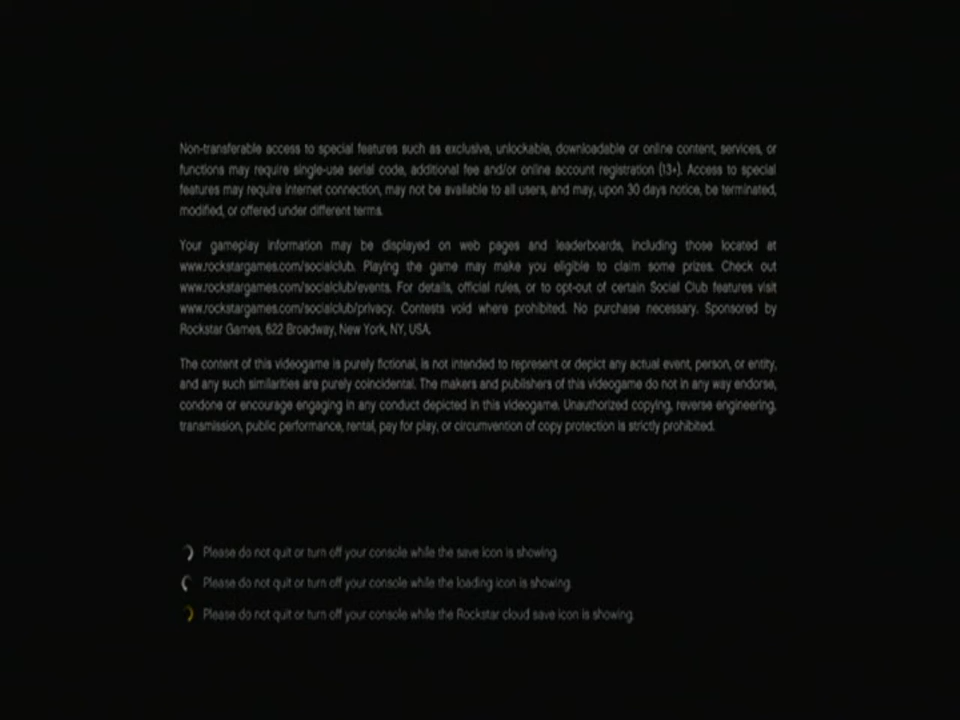 Non-transferable access to special features such as exclusive, unlockable, downloadable or online content, services, or
functions may require single-use serial code, additional fee and/or online account registration (13+). Access to special
features may require internet connection, may not be available to all users, and may, upon 30 days notice, be terminated,
modified, or offered under different terms.
Your gameplay information may be displayed on web pages and leaderboards, including those located at
www.rockstargames.com/socialclub. Playing the game may make you eligible to claim some prizes. Check out
www.rockstargames.com/socialclub/events. For details, official rules, or to opt-out of certain Social Club features visit
www.rockstargames.com/socialclub/privacy. Contests void where prohibited. No purchase necessary. Sponsored by
Rockstar Games, 622 Broadway, New York, NY, USA.
The content of this videogame is purely fictional, is not intended to represent or depict any actual event, person, or entity,
and any such similarities are purely coincidental. The makers and publishers of this videogame do not in any way endorse,
condone or encourage engaging in any conduct depicted in this videogame. Unauthorized copying, reverse engineering,
transmission, public performance, rental, pay for play, or circumvention of copy protection is strictly prohibited.
Please do not quit or turn off your console while the save icon is showing.
Please do not quit or turn off your console while the loading icon is showing.
Please do not quit or turn off your console while the Rockstar cloud save icon is showing.